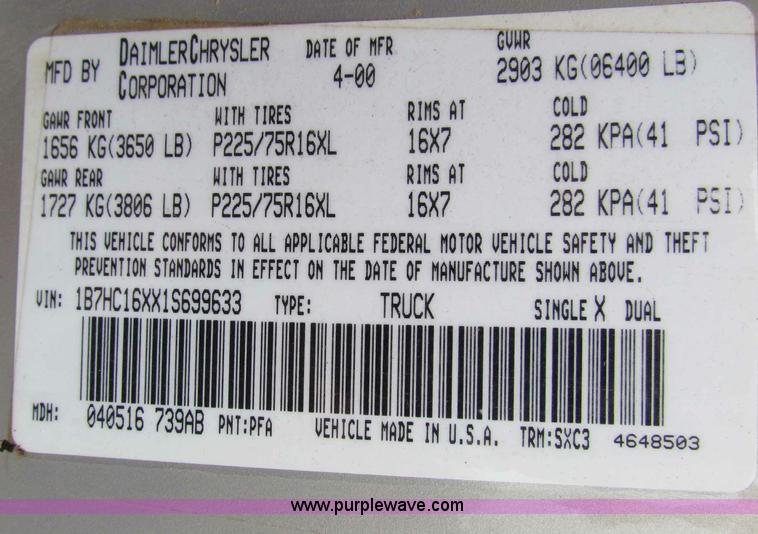 MFD BY DAIMLERCHRYSLER CORPORATION DATE OF MFR 4-00 GVWR 2903 KG(06400 LB)
GAWR FRONT WITH TIRES RIMS AT COLD
1656 KG(3650 LB) P225/75R16XL 16X7 282 KPA(41 PSI)
GAWR REAR WITH TIRES RIMS AT COLD
1727 KG(3806 LB) P225/75R16XL 16X7 282 KPA(41 PSI)
THIS VEHICLE CONFORMS TO ALL APPLICABLE FEDERAL MOTOR VEHICLE SAFETY AND THEFT
PREVENTION STANDARDS IN EFFECT ON THE DATE OF MANUFACTURE SHOWN ABOVE.
VIN: 1B7HC16XX1S699633 TYPE: TRUCK SINGLE X DUAL
MDH: 040516 739AB PNT:PFA VEHICLE MADE IN U.S.A. TRM:SXC3 4648503
www.purplewave.com